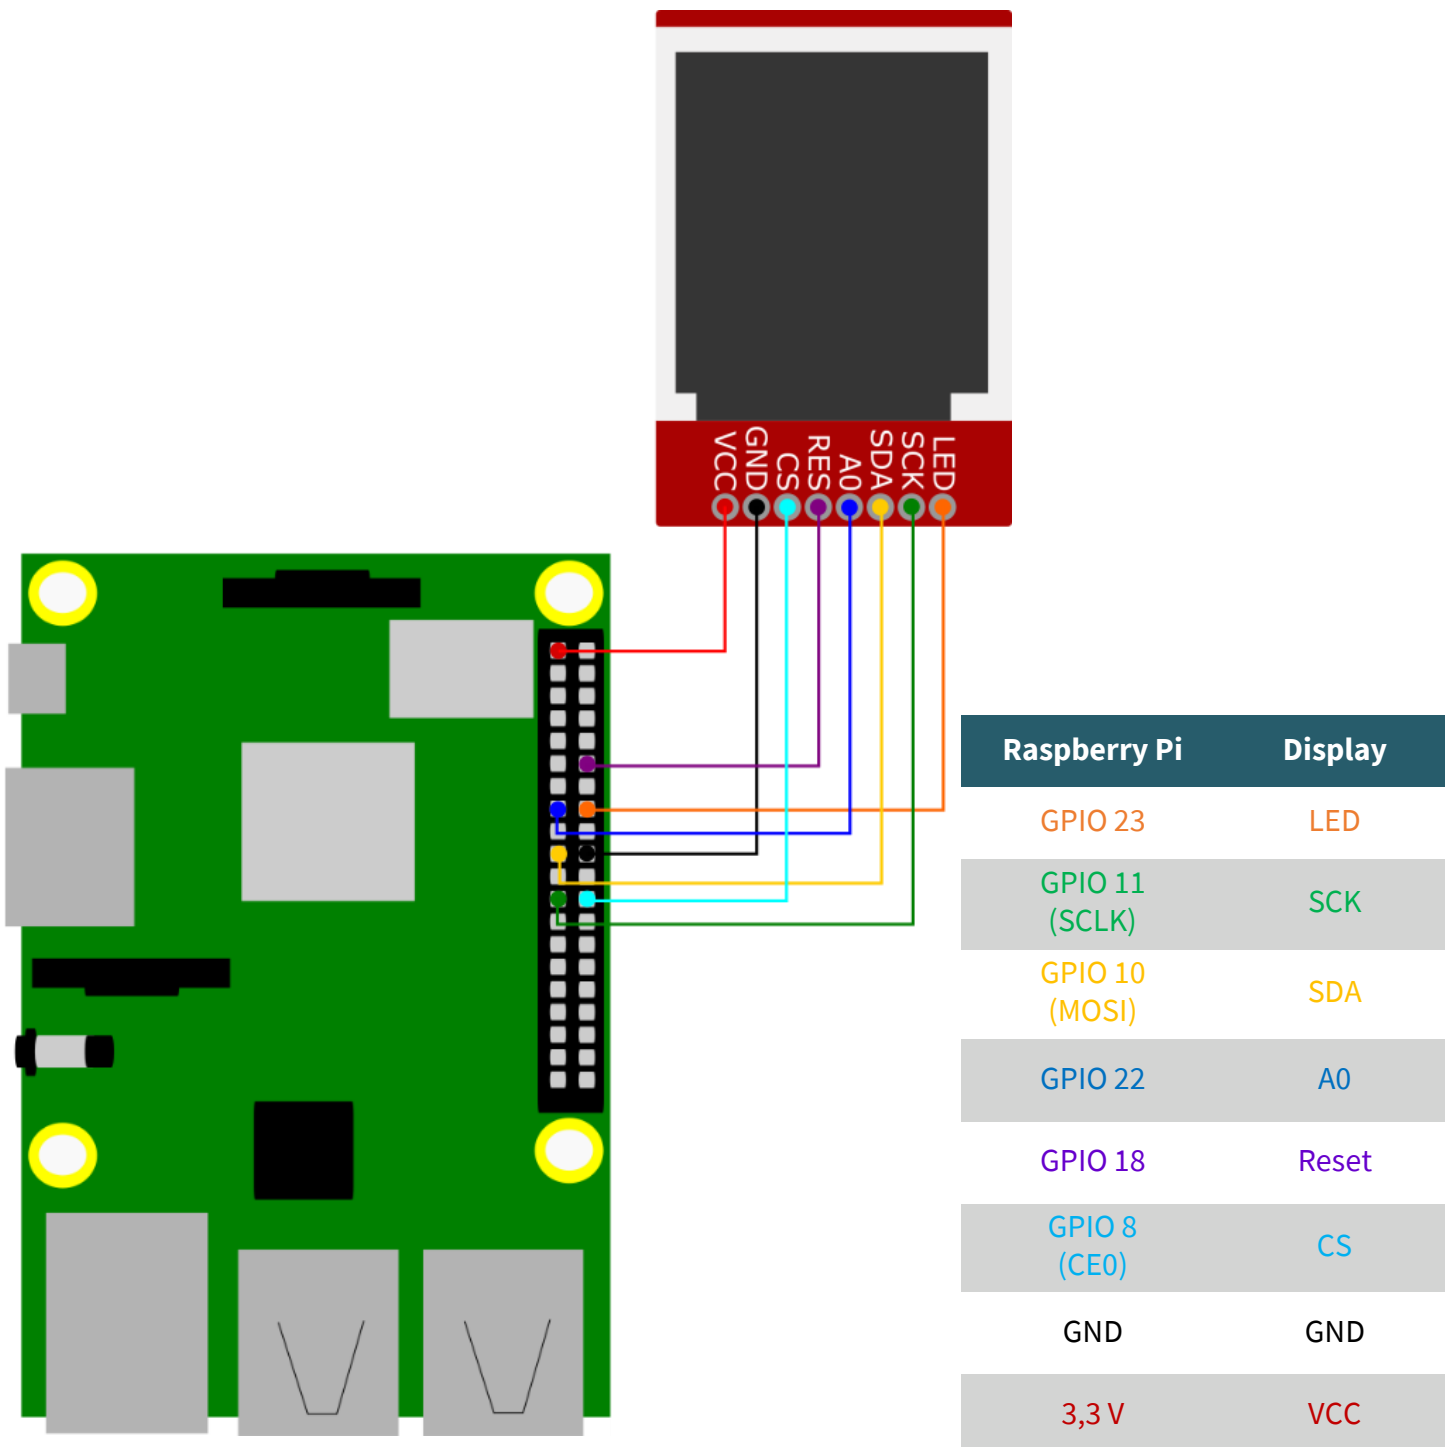 VCC
GND
CS
RES
A0
SDA
SCK
LED
Raspberry Pi Display
GPIO 23 LED
GPIO 11
(SCLK) SCK
GPIO 10
(MOSI) SDA
GPIO 22 A0
GPIO 18 Reset
GPIO 8
(CE0) CS
GND GND
3,3 V VCC